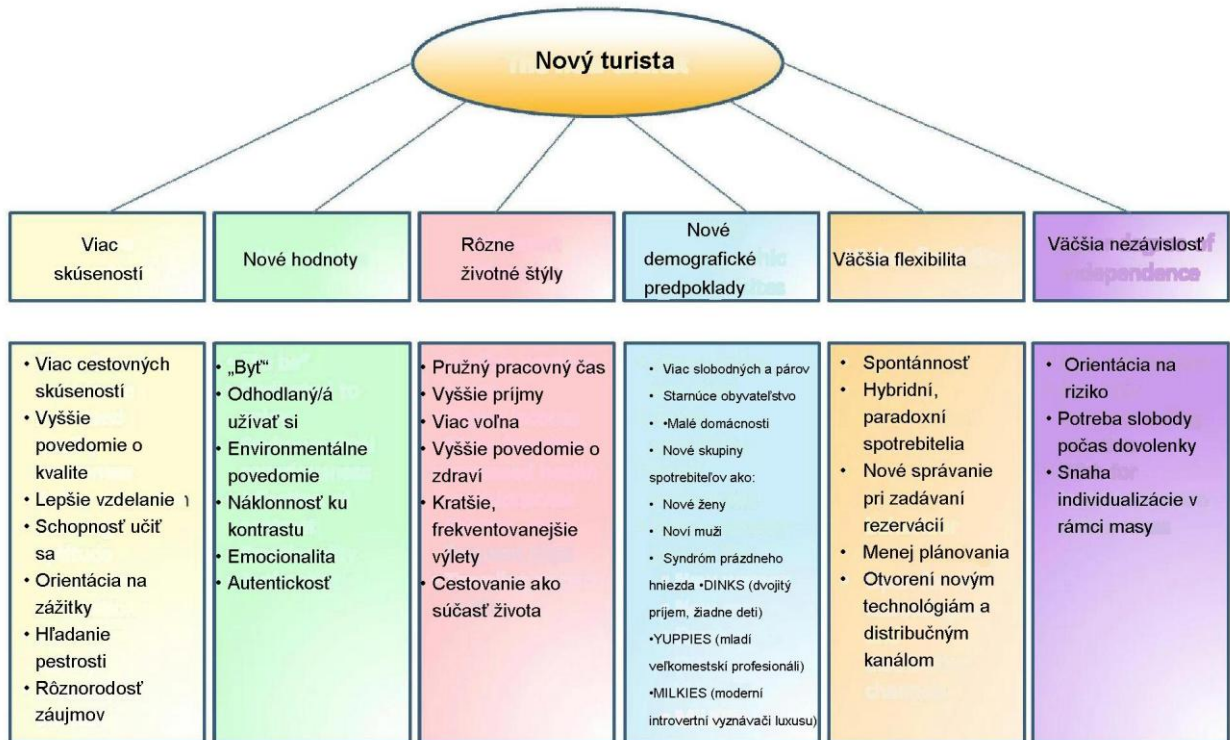 Nový turista
Viac
skúseností
Nové hodnoty
Rôzne
životné štýly
Nové
demografické
predpoklady
Väčšia flexibilita
Väčšia nezávislosť
• Viac cestovných
skúseností
• Vyššie
povedomie o
kvalite
• Lepšie vzdelanie
• Schopnosť učiť
sa
• Orientácia na
zážitky
• Hľadanie
pestrosti
• Rôznorodosť
záujmov
• „Byť“
• Odhodlaný/á
užívať si
• Environmentálne
povedomie
• Náklonnosť ku
kontrastu
• Emocionalita
• Autentickosť
• Pružný pracovný čas
• Vyššie príjmy
• Viac voľna
• Vyššie povedomie o
zdraví
• Kratšie,
frekventovanejšie
výlety
• Cestovanie ako
súčasť života
• Viac slobodných a párov
• Starnúce obyvateľstvo
• •Malé domácnosti
• Nové skupiny
spotrebiteľov ako:
• Nové ženy
• Noví muži
• Syndróm prázdneho
hniezda •DINKS (dvojitý
príjem, žiadne deti)
•YUPPIES (mladí
veľkomestskí profesionáli)
•MILKIES (moderní
introvertní vyznávači luxusu)
• Spontánnosť
• Hybridní,
paradoxní
spotrebitelia
• Nové správanie
pri zadávaní
rezervácií
• Menej plánovania
• Otvorení novým
technológiám a
distribučným
kanálom
• Orientácia na
riziko
• Potreba slobody
počas dovolenky
• Snaha
individualizácie v
rámci masy